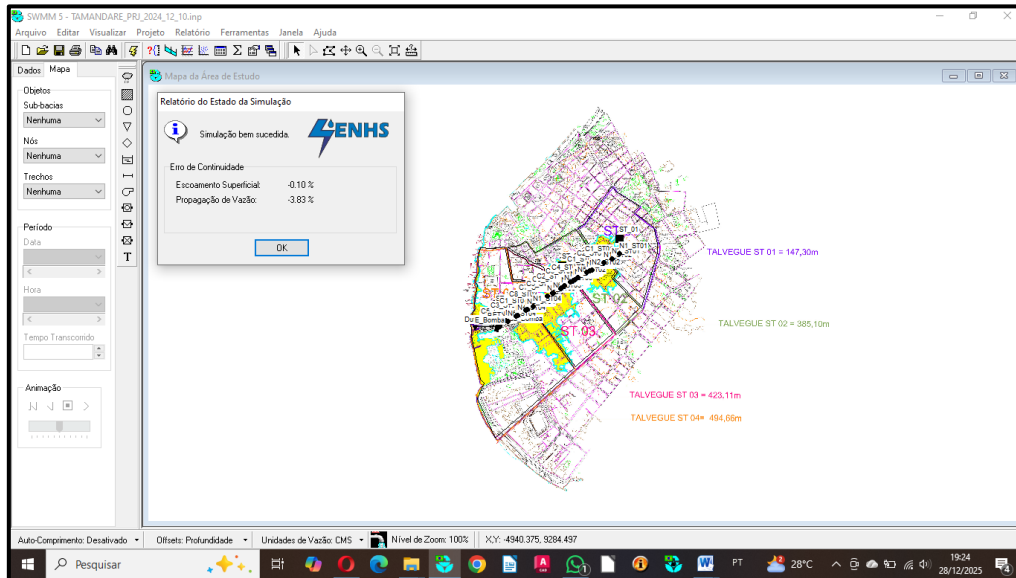 SWMM 5 - TAMANDARE_PRJ_2024_12_10.inp
Arquivo Editar Visualizar Projeto Relatório Ferramentas Janela Ajuda
Dados Mapa
Objetos
Sub-bacias
Nenhuma
Nós
Nenhuma
Trechos
Nenhuma
Período
Data
Hora
Tempo Transcorrido
Animação
T
Mapa da Área de Estudo
Relatório do Estado da Simulação
Simulação bem sucedida.
ENHS
Erro de Continuidade
Escoamento Superficial: -0.10 %
Propagação de Vazão: -3.83 %
OK
ST_01
N1_ST01
ST-02
ST-03
TALVEGUE ST 01 = 147,30m
TALVEGUE ST 02 = 385,10m
TALVEGUE ST 03 = 423,11m
TALVEGUE ST 04= 494,66m
Auto-Comprimento: Desativado Offsets: Profundidade Unidades de Vazão: CMS Nível de Zoom: 100% X,Y: -4940.375, 9284.497
Pesquisar PT 28°C 19:24
28/12/2025